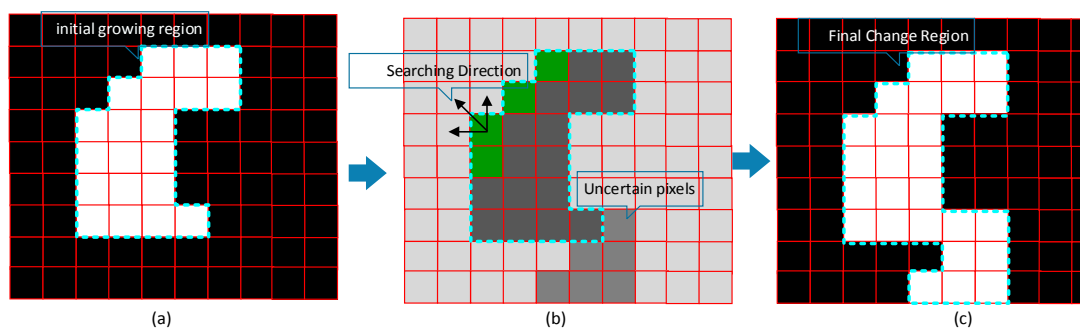 initial growing region
Searching Direction
Uncertain pixels
Final Change Region
(a)
(b)
(c)